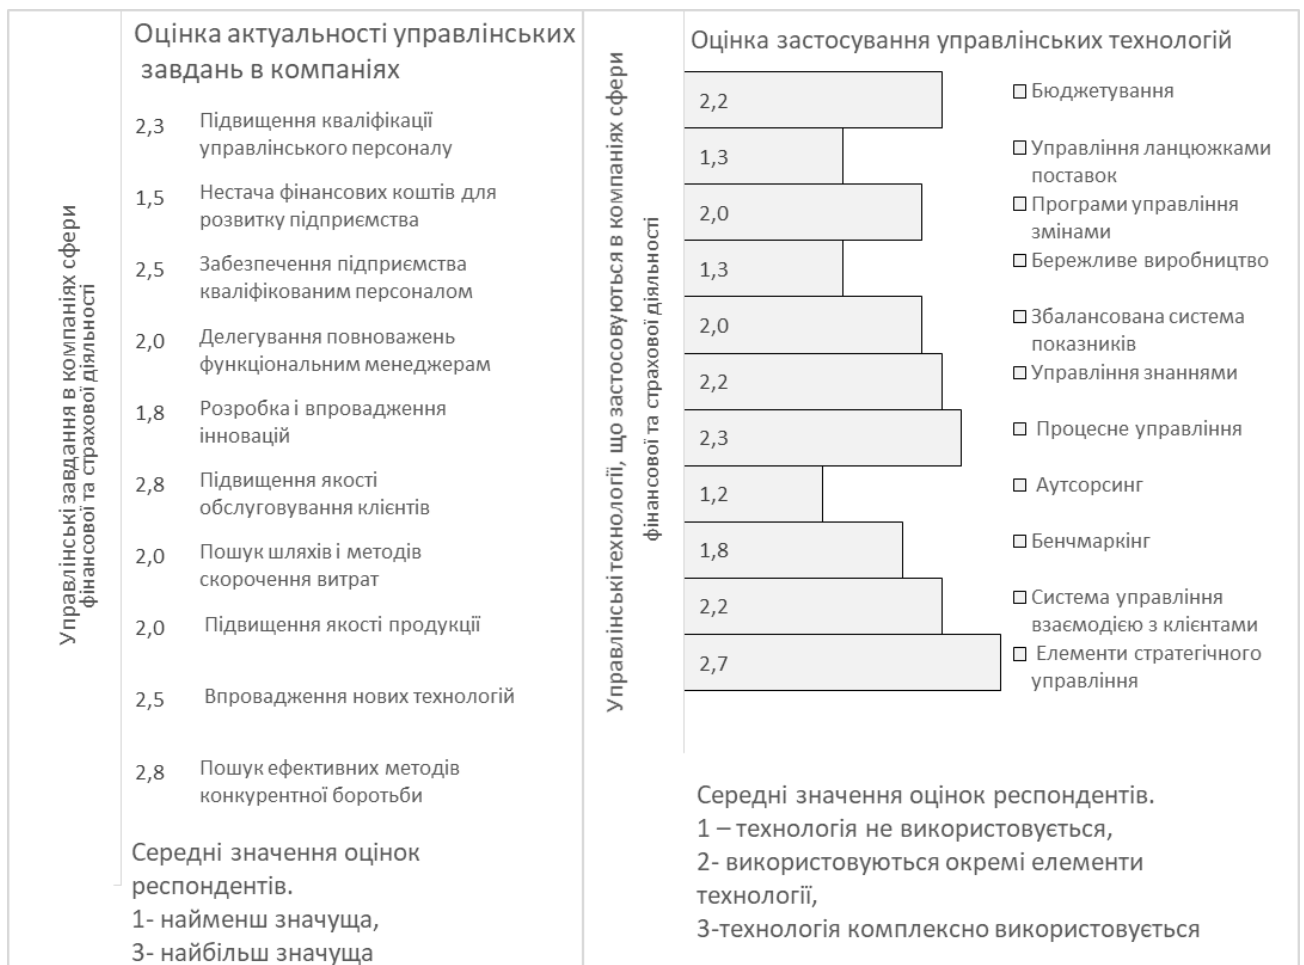 Оцінка актуальності управлінських
завдань в компаніях
Управлінські завдання в компаніях сфери
фінансової та страхової діяльності
2,3 Підвищення кваліфікації
управлінського персоналу
1,5 Нестача фінансових коштів для
розвитку підприємства
2,5 Забезпечення підприємства
кваліфікованим персоналом
2,0 Делегування повноважень
функціональним менеджерам
1,8 Розробка і впровадження
інновацій
2,8 Підвищення якості
обслуговування клієнтів
2,0 Пошук шляхів і методів
скорочення витрат
2,0 Підвищення якості продукції
2,5 Впровадження нових технологій
2,8 Пошук ефективних методів
конкурентної боротьби
Середні значення оцінок
респондентів.
1- найменш значуща,
3- найбільш значуща
Оцінка застосування управлінських технологій
Управлінські технології, що застосовуються в компаніях сфери
фінансової та страхової діяльності
2,2 Бюджетування
1,3 Управління ланцюжками
поставок
2,0 Програми управління
змінами
1,3 Бережливе виробництво
2,0 Збалансована система
показників
2,2 Управління знаннями
2,3 Процесне управління
1,2 Аутсорсинг
1,8 Бенчмаркінг
2,2 Система управління
взаємодією з клієнтами
2,7 Елементи стратегічного
управління
Середні значення оцінок респондентів.
1 – технологія не використовується,
2- використовуються окремі елементи
технології,
3-технологія комплексно використовується